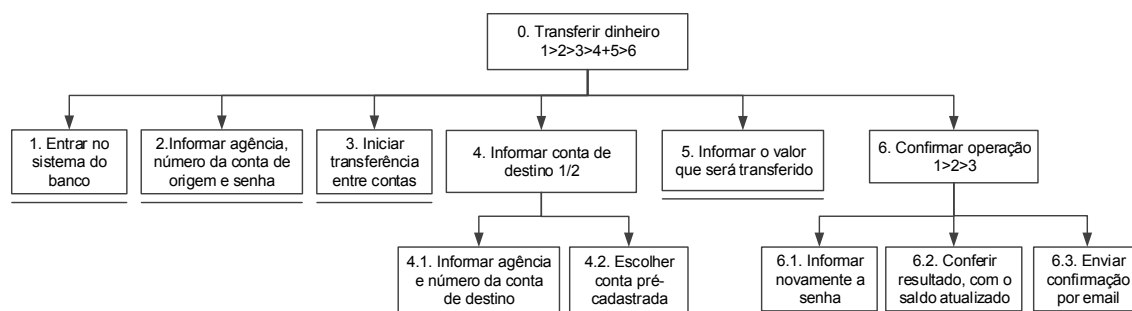 0. Transferir dinheiro
1>2>3>4+5>6
1. Entrar no
sistema do
banco
2.Informar agência,
número da conta de
origem e senha
3. Iniciar
transferência
entre contas
4. Informar conta de
destino 1/2
5. Informar o valor
que será transferido
6. Confirmar operação
1>2>3
4.1. Informar agência
e número da conta
de destino
4.2. Escolher
conta pré-
cadastrada
6.1. Informar
novamente a
senha
6.2. Conferir
resultado, com o
saldo atualizado
6.3. Enviar
confirmação
por email